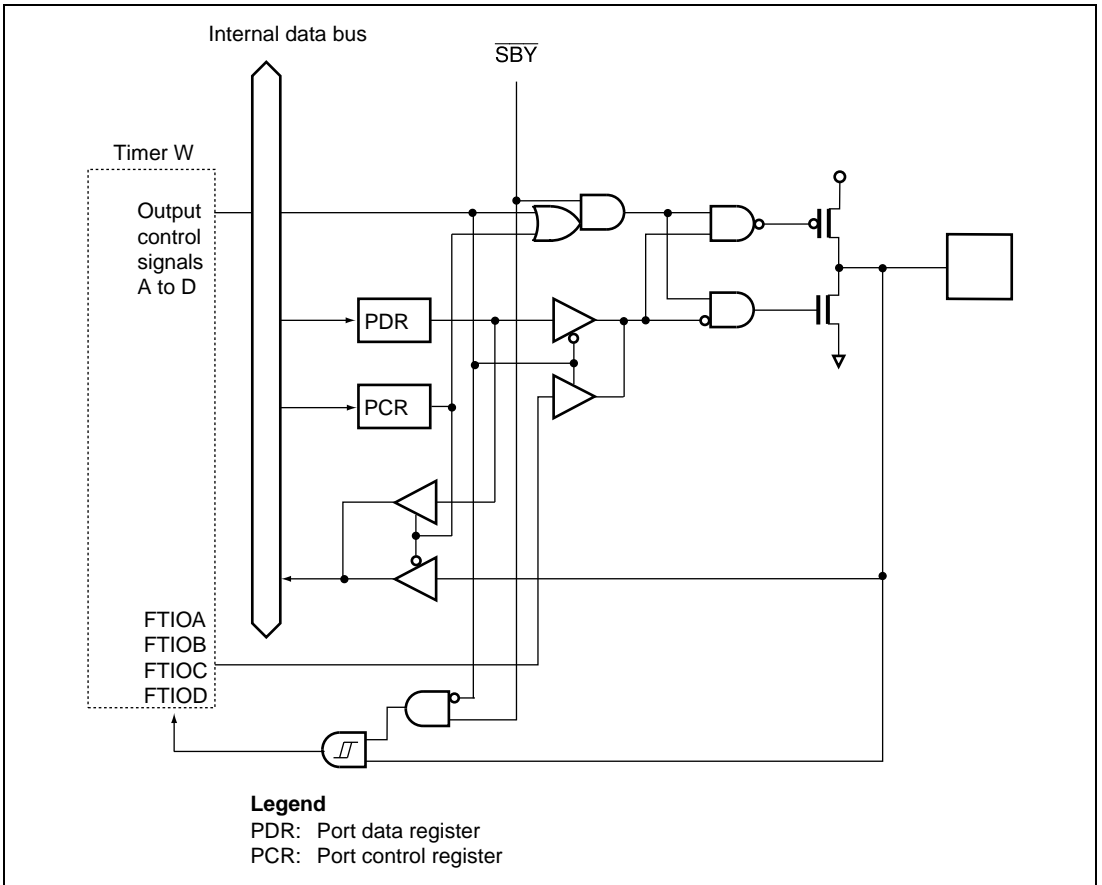 Internal data bus
S̅B̅Y̅
Timer W
Output
control
signals
A to D
PDR
PCR
FTIOA
FTIOB
FTIOC
FTIOD
Legend
PDR: Port data register
PCR: Port control register